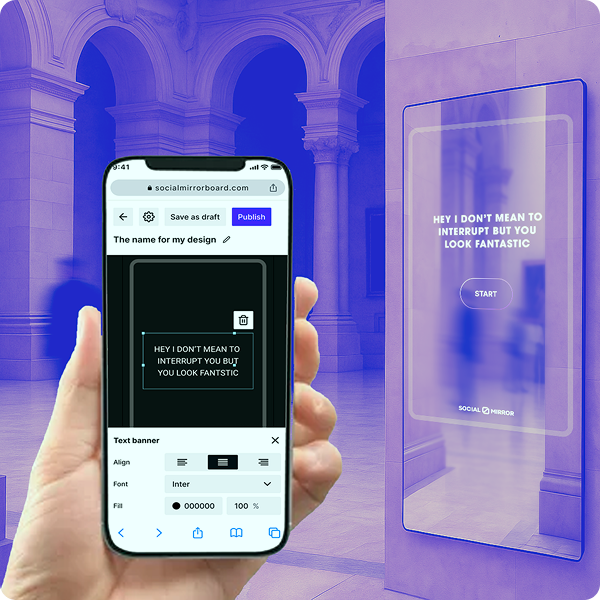 9:41
socialmirrorboard.com
Save as draft
Publish
The name for my design
HEY I DON'T MEAN TO
INTERRUPT YOU BUT
YOU LOOK FANTSTIC
Text banner
Align
Font
Inter
Fill
000000
100 %
HEY I DON'T MEAN TO
INTERRUPT BUT YOU
LOOK FANTASTIC
START
SOCIAL MIRROR